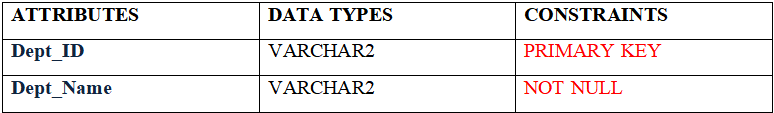 ATTRIBUTES DATA TYPES CONSTRAINTS
Dept_ID VARCHAR2 PRIMARY KEY
Dept_Name VARCHAR2 NOT NULL